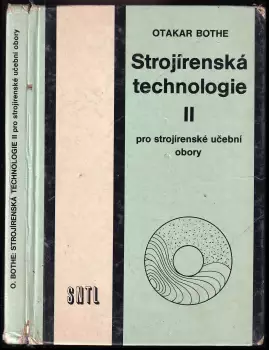 O. BOTHE: STROJÍRENSKÁ TECHNOLOGIE II pro strojírenské učební obory
OTAKAR BOTHE
Strojírenská
technologie
II
pro strojírenské učební
obory
SNTL